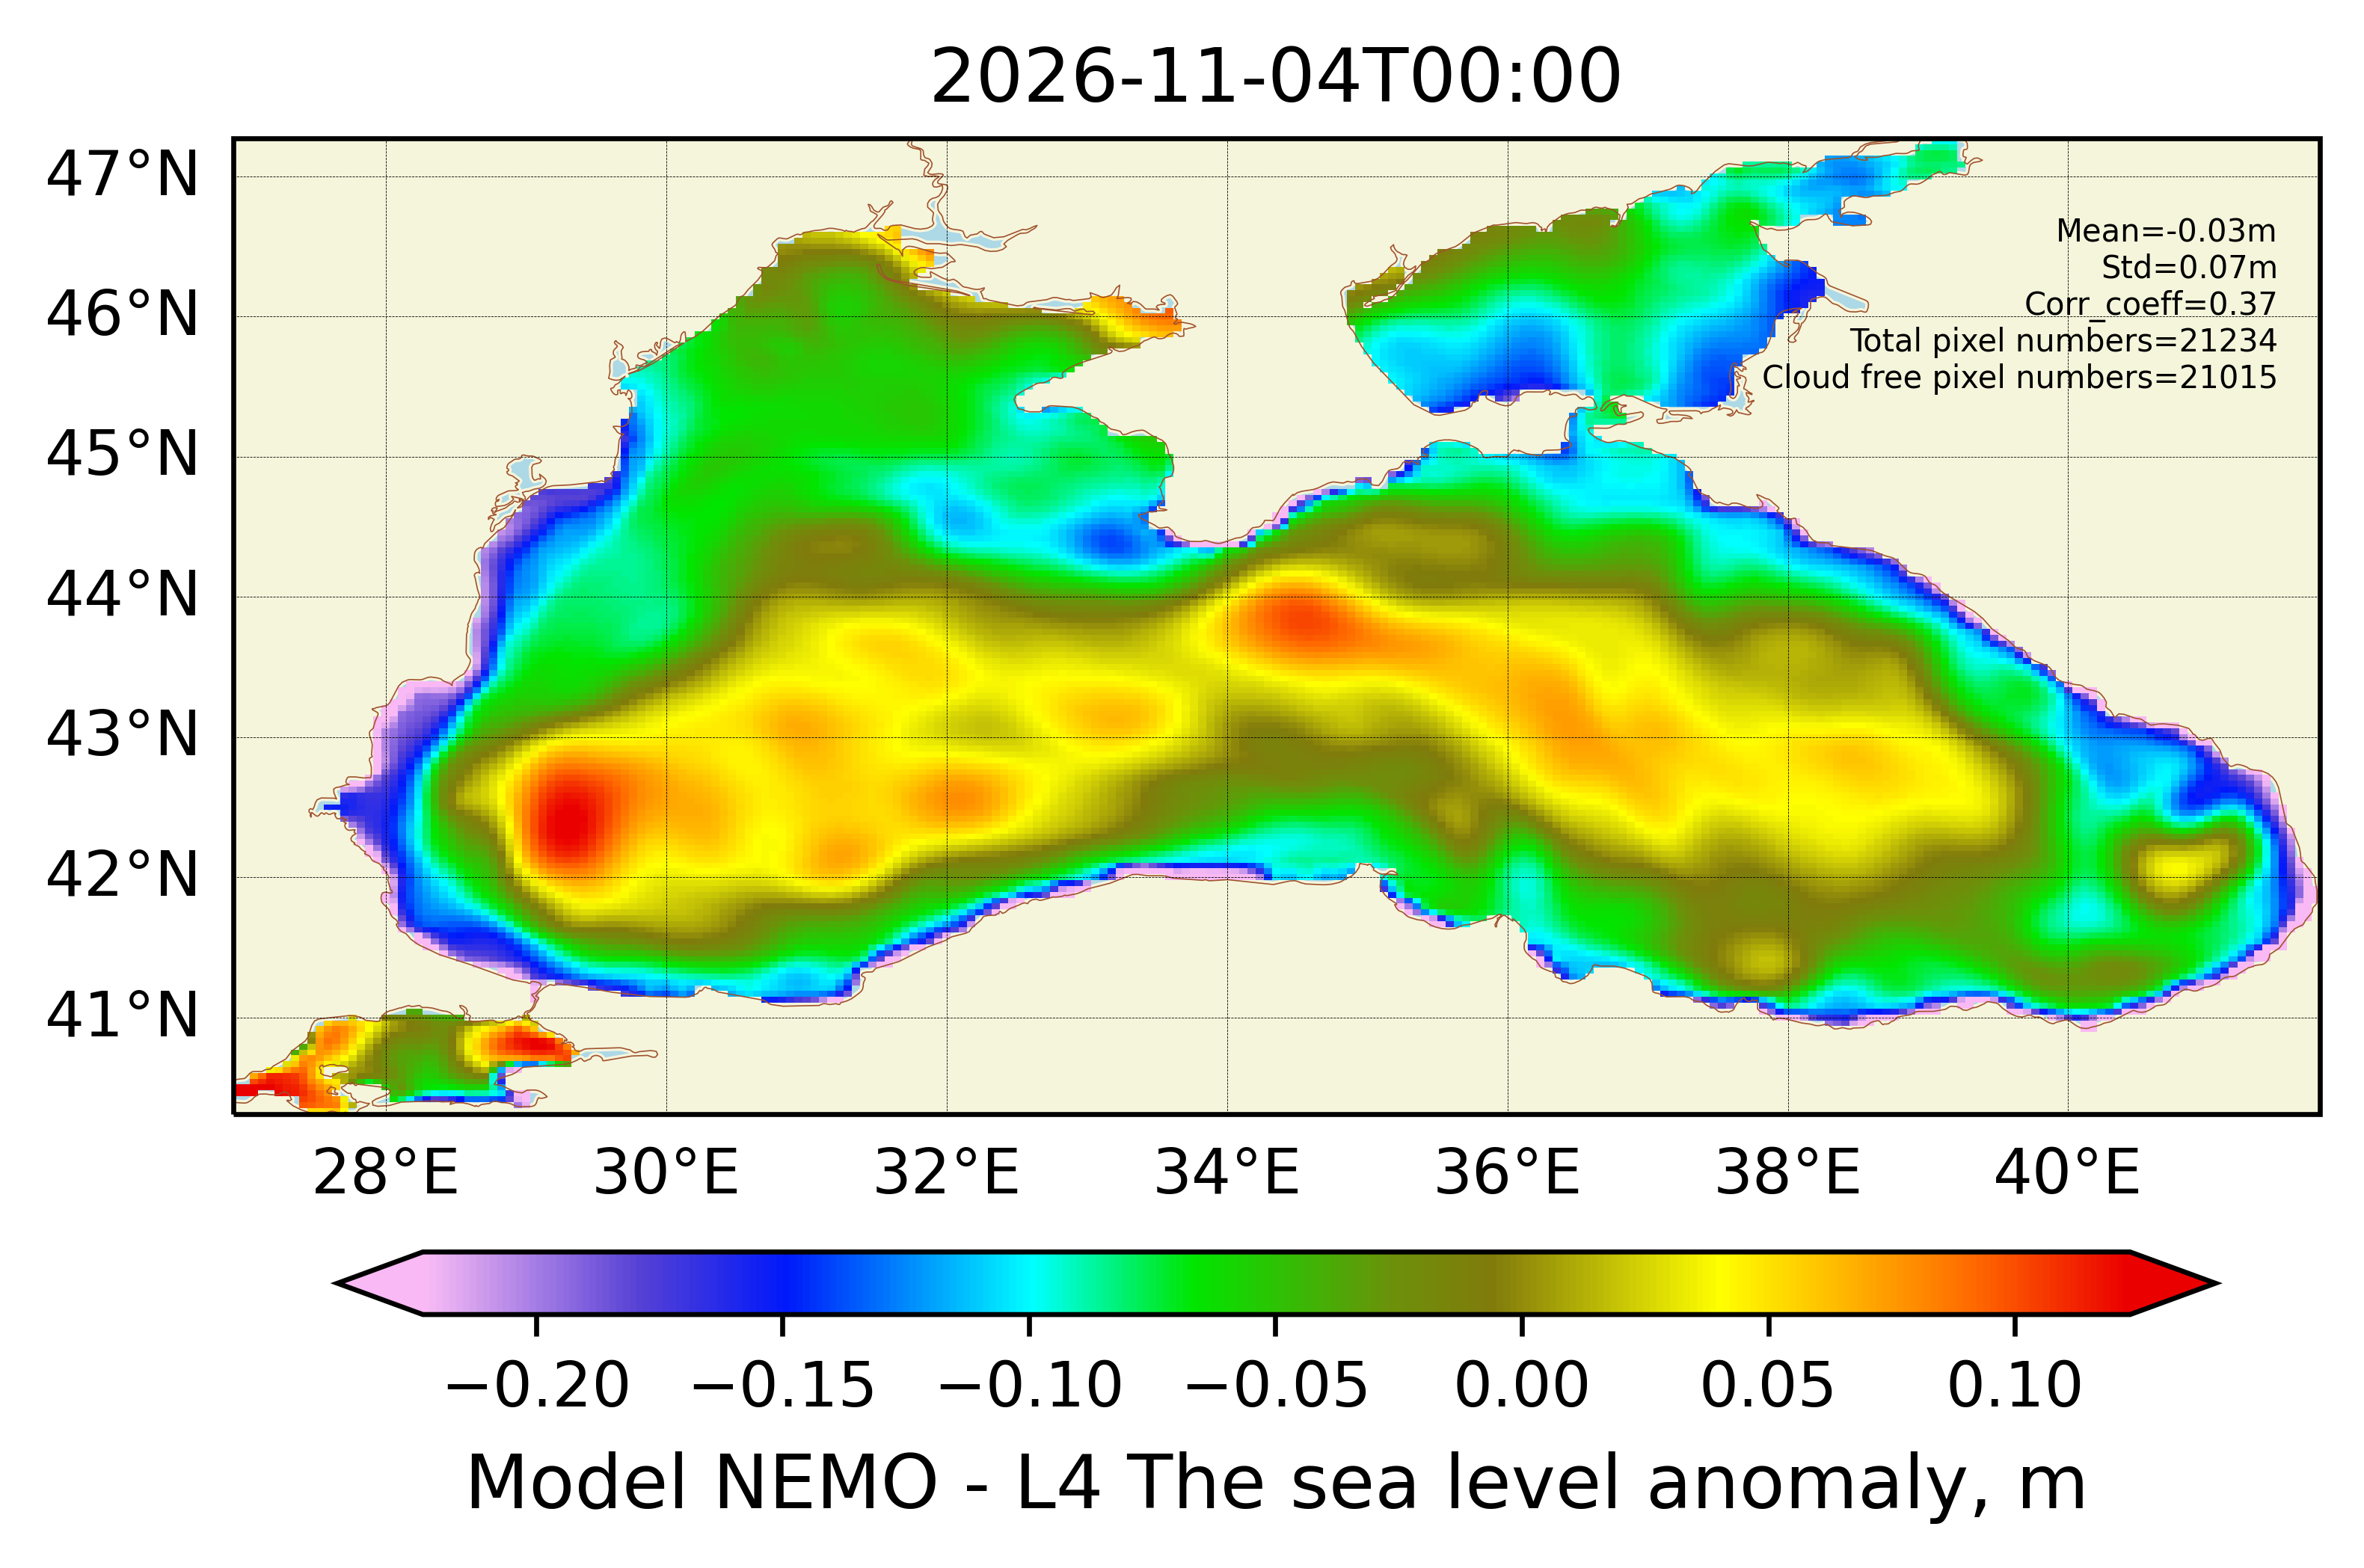 2026-11-04T00:00
47°N
46°N
45°N
44°N
43°N
42°N
41°N
Mean=-0.03m
Std=0.07m
Corr_coeff=0.37
Total pixel numbers=21234
Cloud free pixel numbers=21015
28°E 30°E 32°E 34°E 36°E 38°E 40°E
−0.20 −0.15 −0.10 −0.05 0.00 0.05 0.10
Model NEMO - L4 The sea level anomaly, m